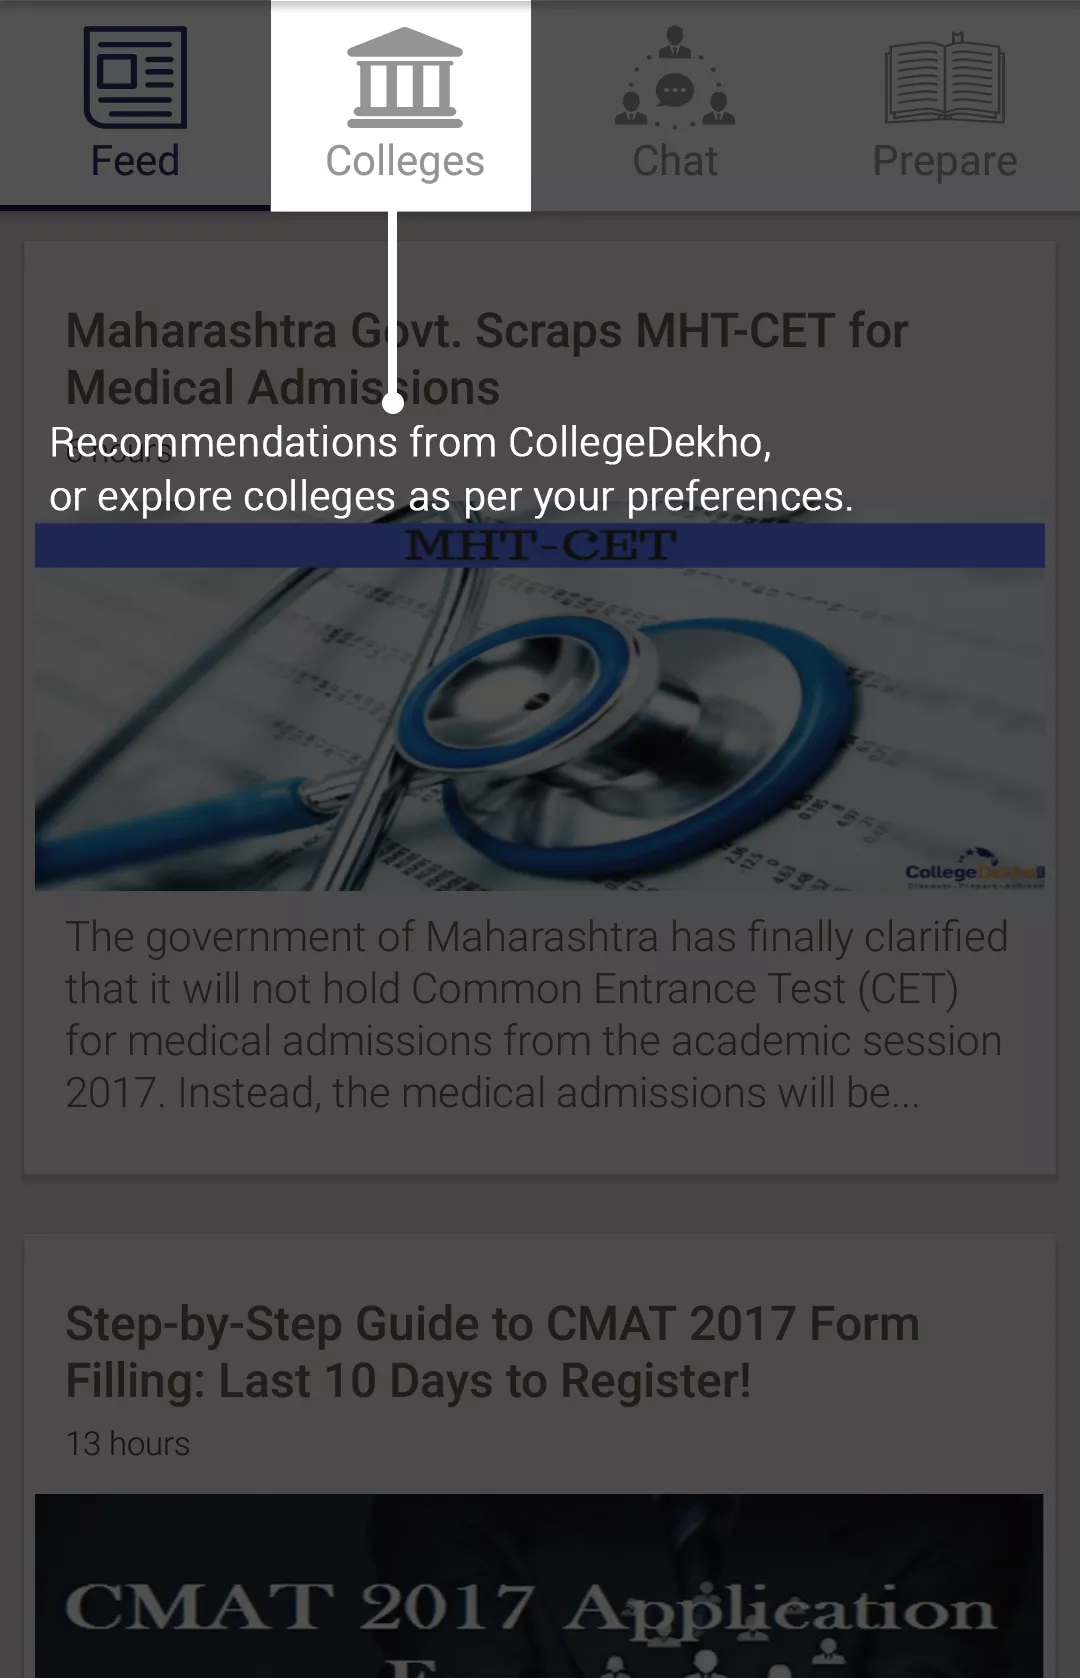 Feed
Colleges
Chat
Prepare
Maharashtra Govt. Scraps MHT-CET for
Medical Admissions
hours
Recommendations from CollegeDekho,
or explore colleges as per your preferences.
MHT-CET
CollegeDekho
The government of Maharashtra has finally clarified
that it will not hold Common Entrance Test (CET)
for medical admissions from the academic session
2017. Instead, the medical admissions will be...
Step-by-Step Guide to CMAT 2017 Form
Filling: Last 10 Days to Register!
13 hours
CMAT 2017 Application